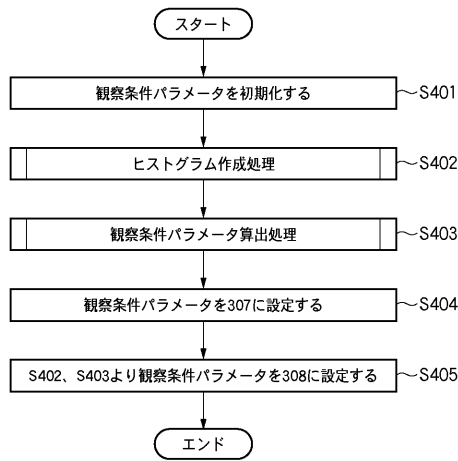 スタート
観察条件パラメータを初期化する S401
ヒストグラム作成処理 S402
観察条件パラメータ算出処理 S403
観察条件パラメータを307に設定する S404
S402、S403より観察条件パラメータを308に設定する S405
エンド